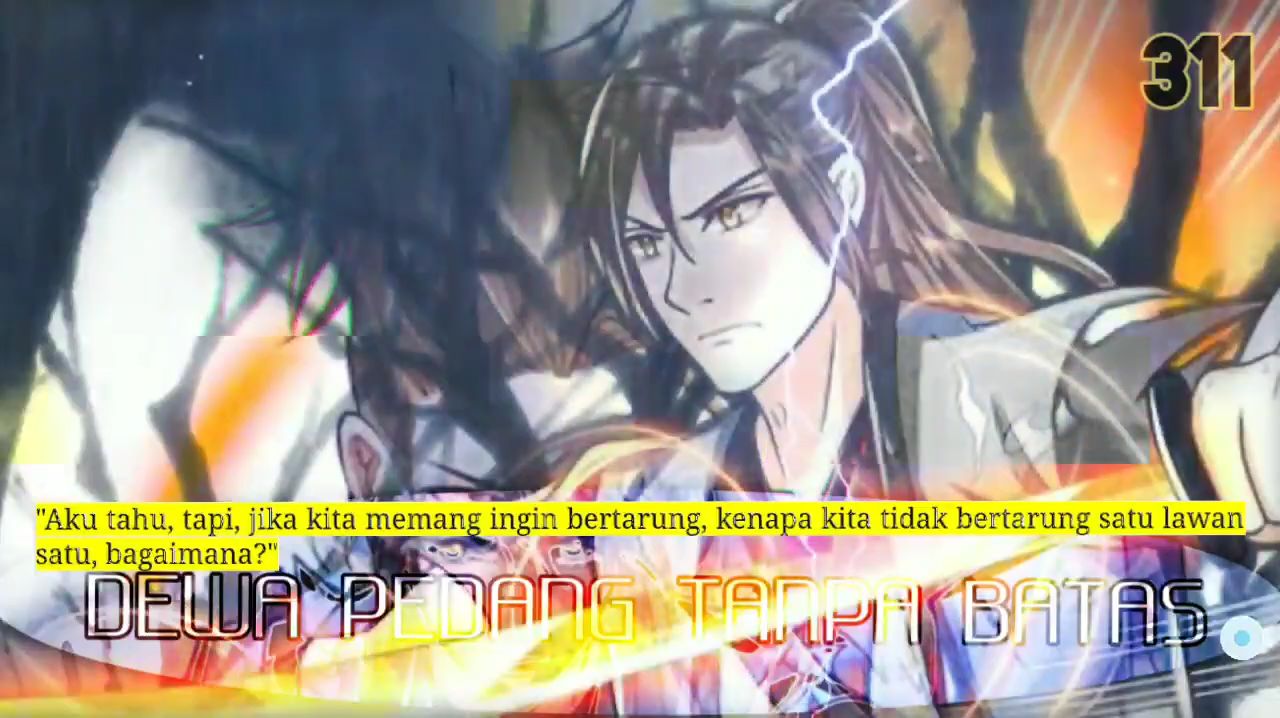 311
"Aku tahu, tapi, jika kita memang ingin bertarung, kenapa kita tidak bertarung satu lawan
satu, bagaimana?"
DEWA PEDANG TANPA BATAS